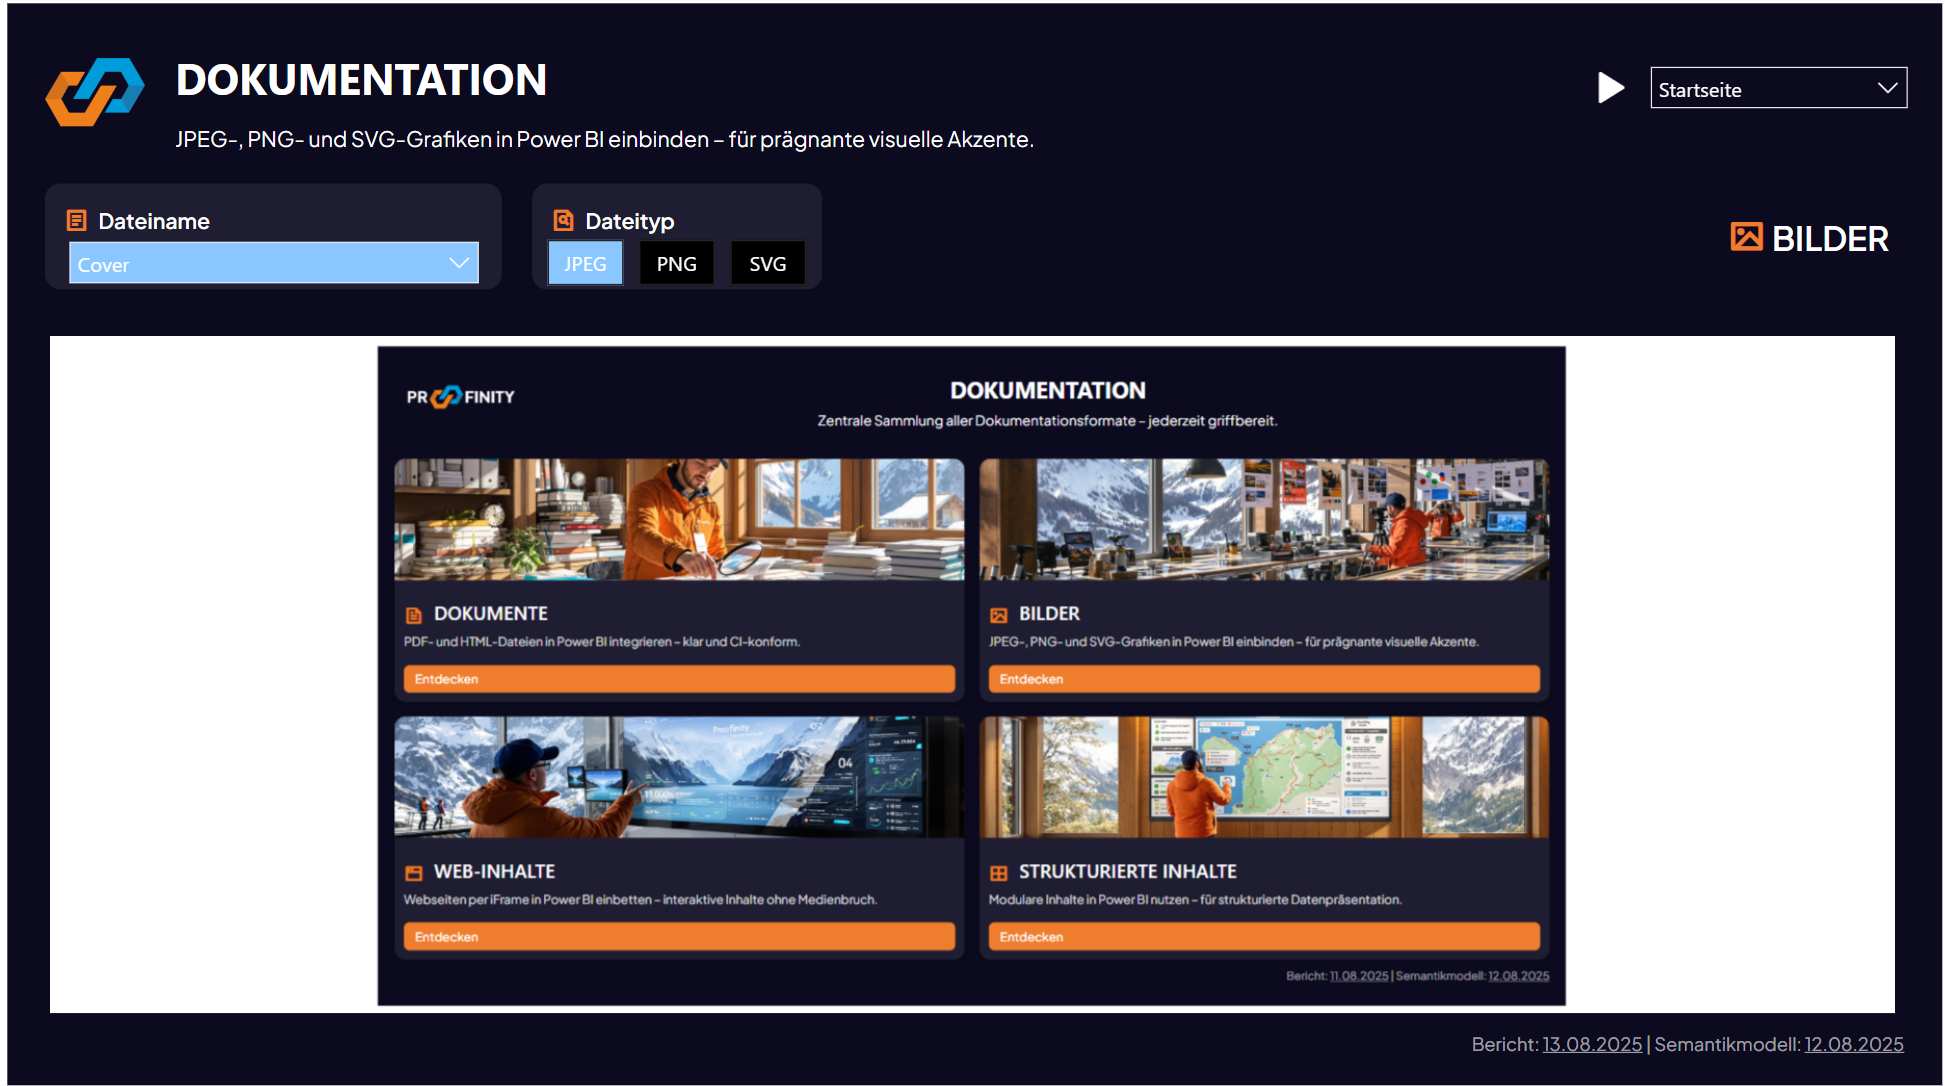 DOKUMENTATION
Startseite
JPEG-, PNG- und SVG-Grafiken in Power BI einbinden – für prägnante visuelle Akzente.
Dateiname
Dateityp
Cover
JPEG
PNG
SVG
BILDER
PROOFINITY
DOKUMENTATION
Zentrale Sammlung aller Dokumentationsformate – jederzeit griffbereit.
DOKUMENTE
PDF- und HTML-Dateien in Power BI integrieren – klar und CI-konform.
Entdecken
BILDER
JPEG-, PNG- und SVG-Grafiken in Power BI einbinden – für prägnante visuelle Akzente.
Entdecken
Proofinity
04
WEB-INHALTE
Webseiten per iFrame in Power BI einbetten – interaktive Inhalte ohne Medienbruch.
Entdecken
STRUKTURIERTE INHALTE
Modulare Inhalte in Power BI nutzen – für strukturierte Datenpräsentation.
Entdecken
Bericht: 11.08.2025 | Semantikmodell: 12.08.2025
Bericht: 13.08.2025 | Semantikmodell: 12.08.2025